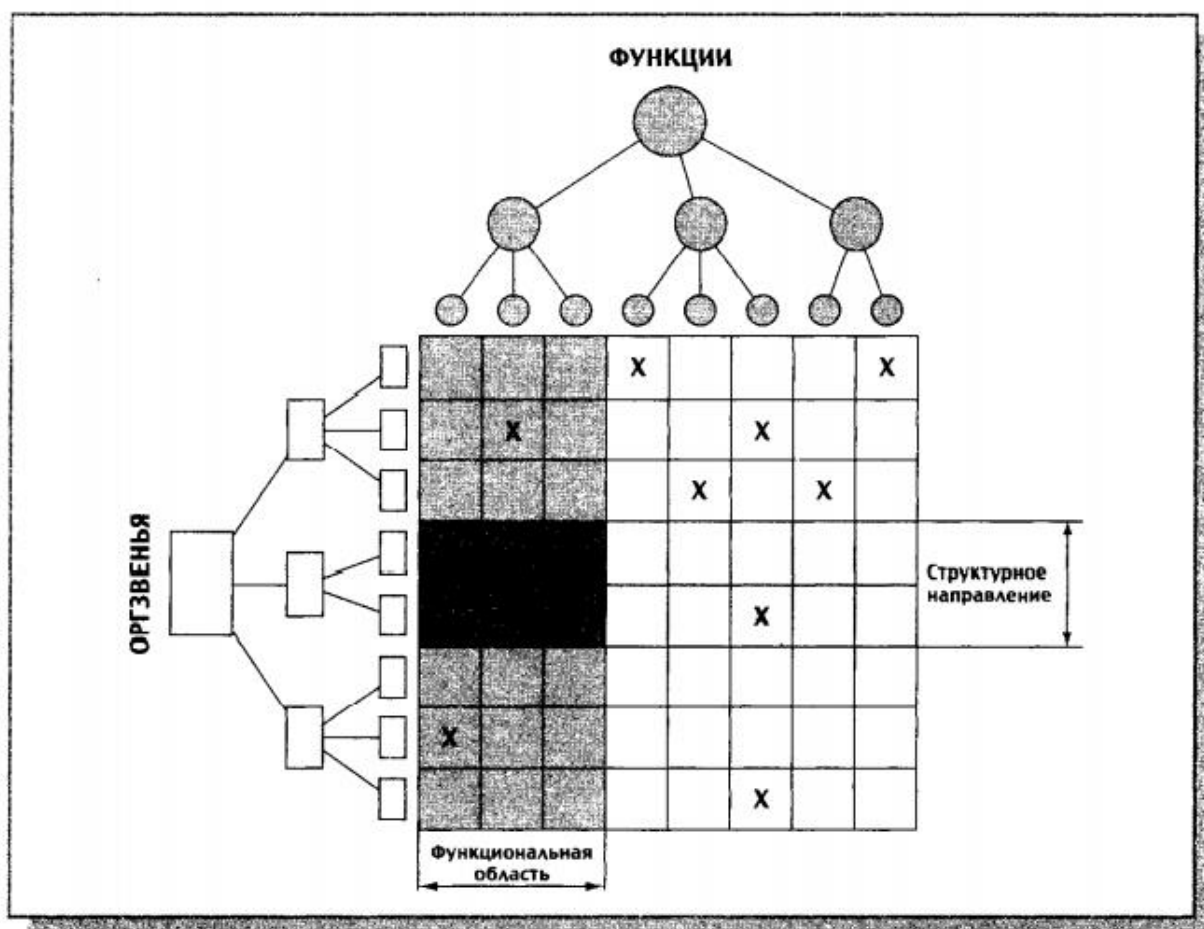 ФУНКЦИИ
ОРГЗВЕНЬЯ
X X
X X
X X
Структурное
направление
X
X
X
Функциональная
область